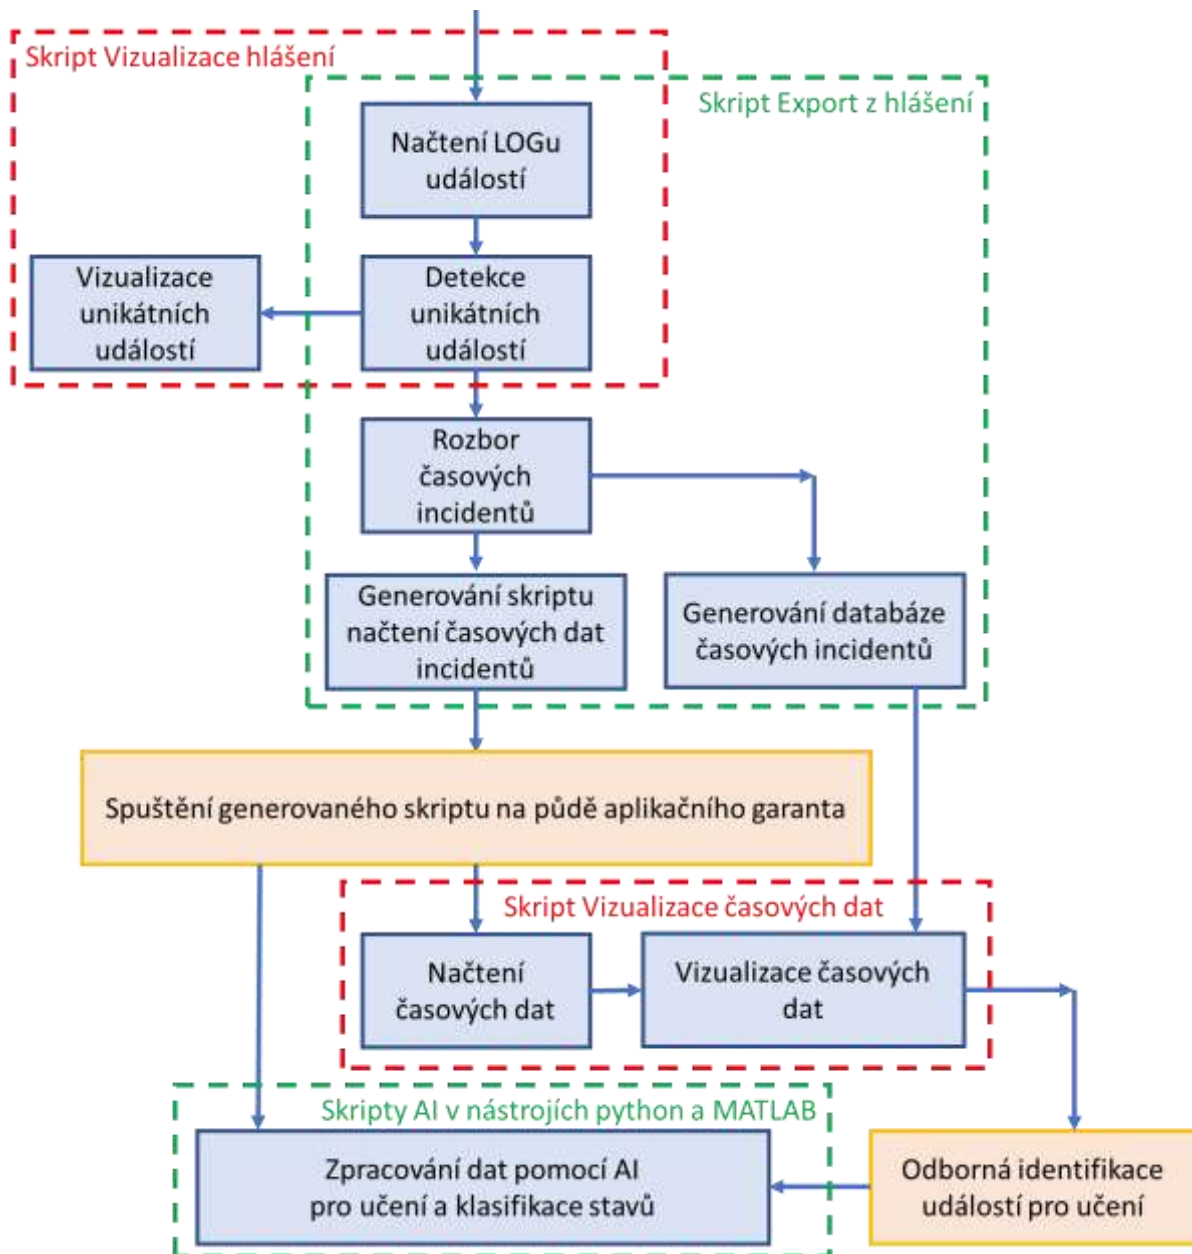 Skript Vizualizace hlášení
Skript Export z hlášení
Načtení LOGu
událostí
Vizualizace
unikátních
událostí
Detekce
unikátních
událostí
Rozbor
časových
incidentů
Generování skriptu
načtení časových dat
incidentů
Generování databáze
časových incidentů
Spuštění generovaného skriptu na půdě aplikačního garanta
Skript Vizualizace časových dat
Načtení
časových dat
Vizualizace časových
dat
Skripty AI v nástrojích python a MATLAB
Zpracování dat pomocí AI
pro učení a klasifikace stavů
Odborná identifikace
událostí pro učení